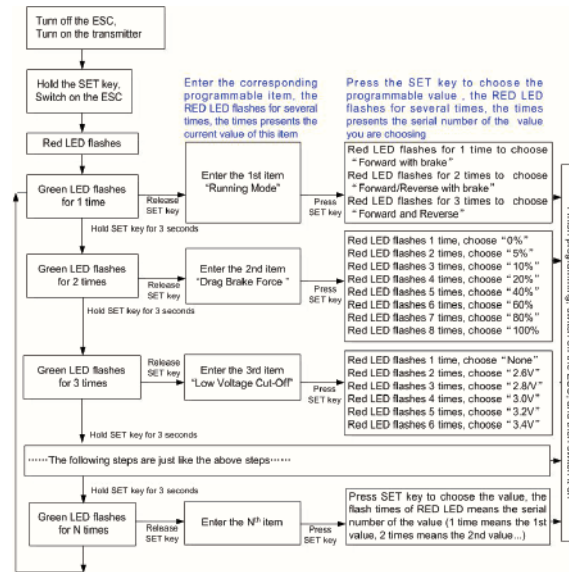 Turn off the ESC,
Turn on the transmitter
Hold the SET key,
Switch on the ESC
Red LED flashes
Enter the corresponding
programmable item, the
RED LED flashes for several
times, the times presents the
current value of this item
Press the SET key to choose the
programmable value , the RED LED
flashes for several times, the times
presents the serial number of the value
you are choosing
Green LED flashes
for 1 time
Release
SET key
Enter the 1st item
"Running Mode"
Press
SET key
Red LED flashes for 1 time to choose
"Forward with brake"
Red LED flashes for 2 times to choose
"Forward/Reverse with brake"
Red LED flashes for 3 times to choose
"Forward and Reverse"
Hold SET key for 3 seconds
Green LED flashes
for 2 times
Release
SET key
Enter the 2nd item
"Drag Brake Force"
Press
SET key
Red LED flashes 1 time, choose "0%"
Red LED flashes 2 times, choose "5%"
Red LED flashes 3 times, choose "10%"
Red LED flashes 4 times, choose "20%"
Red LED flashes 5 times, choose "40%"
Red LED flashes 6 times, choose "60%
Red LED flashes 7 times, choose "80%"
Red LED flashes 8 times, choose "100%
Hold SET key for 3 seconds
Green LED flashes
for 3 times
Release
SET key
Enter the 3rd item
"Low Voltage Cut-Off"
Press
SET key
Red LED flashes 1 time, choose "None"
Red LED flashes 2 times, choose "2.6V"
Red LED flashes 3 times, choose "2.8/V"
Red LED flashes 4 times, choose "3.0V"
Red LED flashes 5 times, choose "3.2V"
Red LED flashes 6 times, choose "3.4V"
Hold SET key for 3 seconds
......The following steps are just like the above steps......
Hold SET key for 3 seconds
Green LED flashes
for N times
Release
SET key
Enter the Nth item
Press
SET key
Press SET key to choose the value, the
flash times of RED LED means the serial
number of the value (1 time means the 1st
value, 2 times means the 2nd value...)